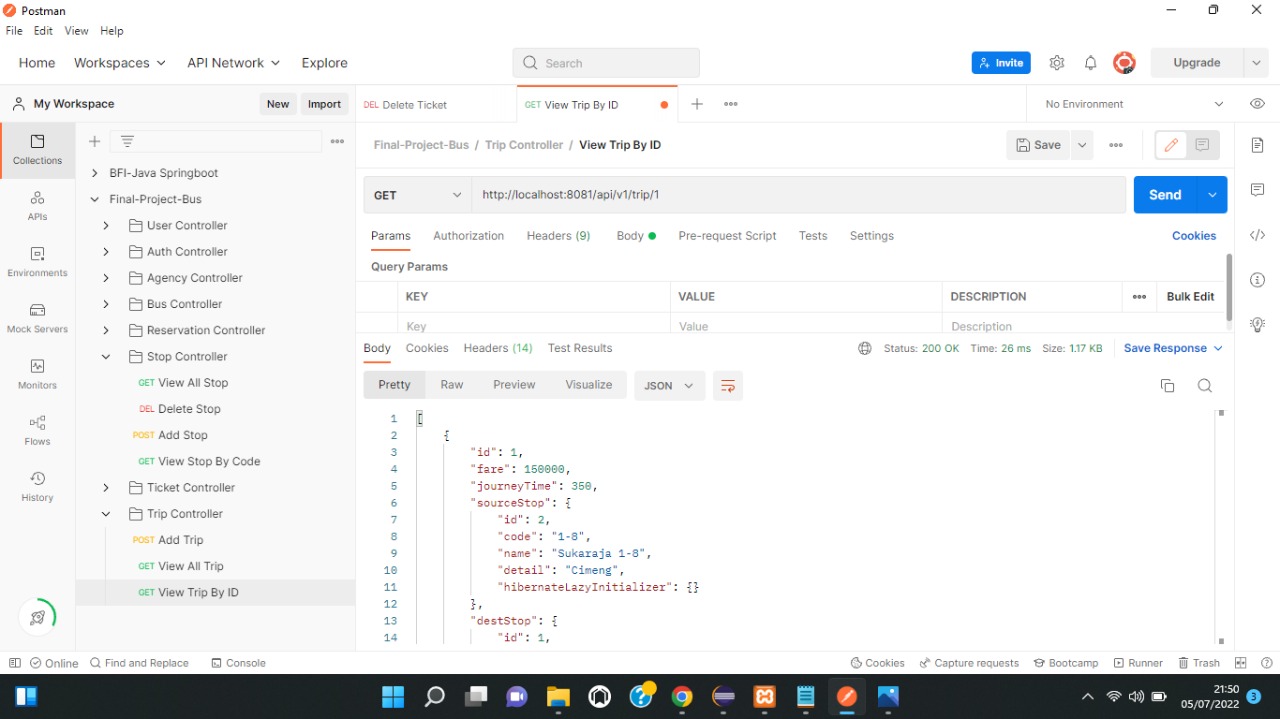 Postman
File Edit View Help
Home Workspaces API Network Explore Search Invite Upgrade
My Workspace New Import DEL Delete Ticket GET View Trip By ID No Environment
Collections
APIs
Environments
Mock Servers
Monitors
Flows
History
BFI-Java Springboot
Final-Project-Bus
User Controller
Auth Controller
Agency Controller
Bus Controller
Reservation Controller
Stop Controller
GET View All Stop
DEL Delete Stop
POST Add Stop
GET View Stop By Code
Ticket Controller
Trip Controller
POST Add Trip
GET View All Trip
GET View Trip By ID
Final-Project-Bus / Trip Controller / View Trip By ID Save
GET http://localhost:8081/api/v1/trip/1 Send
Params Authorization Headers (9) Body Pre-request Script Tests Settings Cookies
Query Params
KEY VALUE DESCRIPTION Bulk Edit
Key Value Description
Body Cookies Headers (14) Test Results Status: 200 OK Time: 26 ms Size: 1.17 KB Save Response
Pretty Raw Preview Visualize JSON
1 [
2 {
3 "id": 1,
4 "fare": 150000,
5 "journeyTime": 350,
6 "sourceStop": {
7 "id": 2,
8 "code": "1-8",
9 "name": "Sukaraja 1-8",
10 "detail": "Cimeng",
11 "hibernateLazyInitializer": {}
12 },
13 "destStop": {
14 "id": 1,
Online Find and Replace Console Cookies Capture requests Bootcamp Runner Trash
21:50
05/07/2022 3